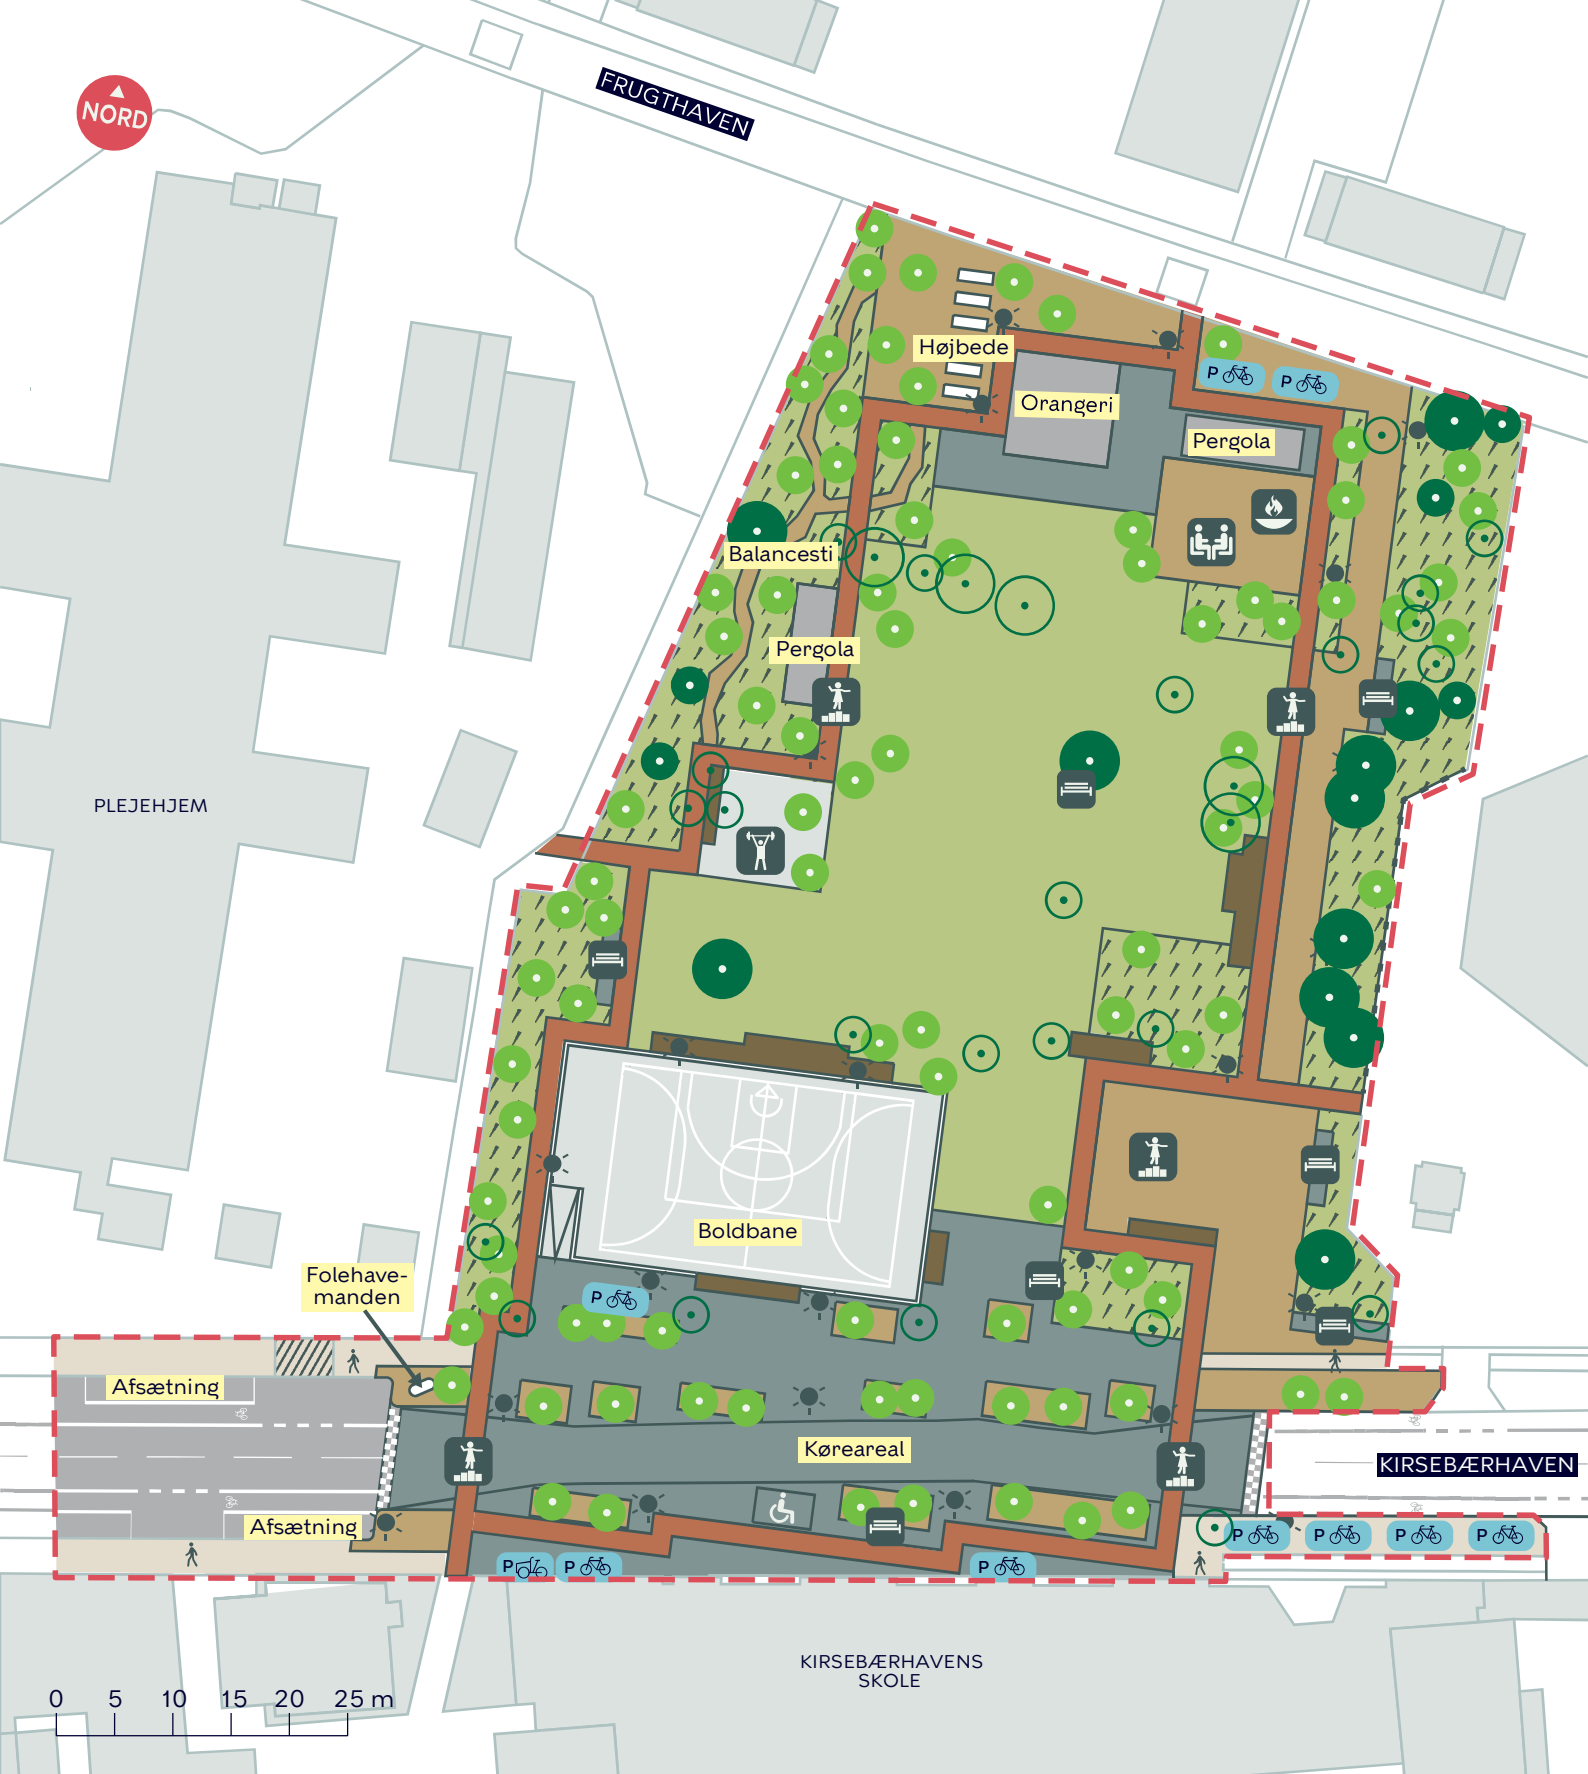 FRUGTHAVEN
NORD
Højbede
P
P
Orangeri
Pergola
Balancesti
Pergola
PLEJEHJEM
Boldbane
Folehave-
manden
P
Afsætning
Køreareal
KIRSEBÆRHAVEN
Afsætning
P
P
P
P
P
P
P
KIRSEBÆRHAVENS
SKOLE
0 5 10 15 20 25 m